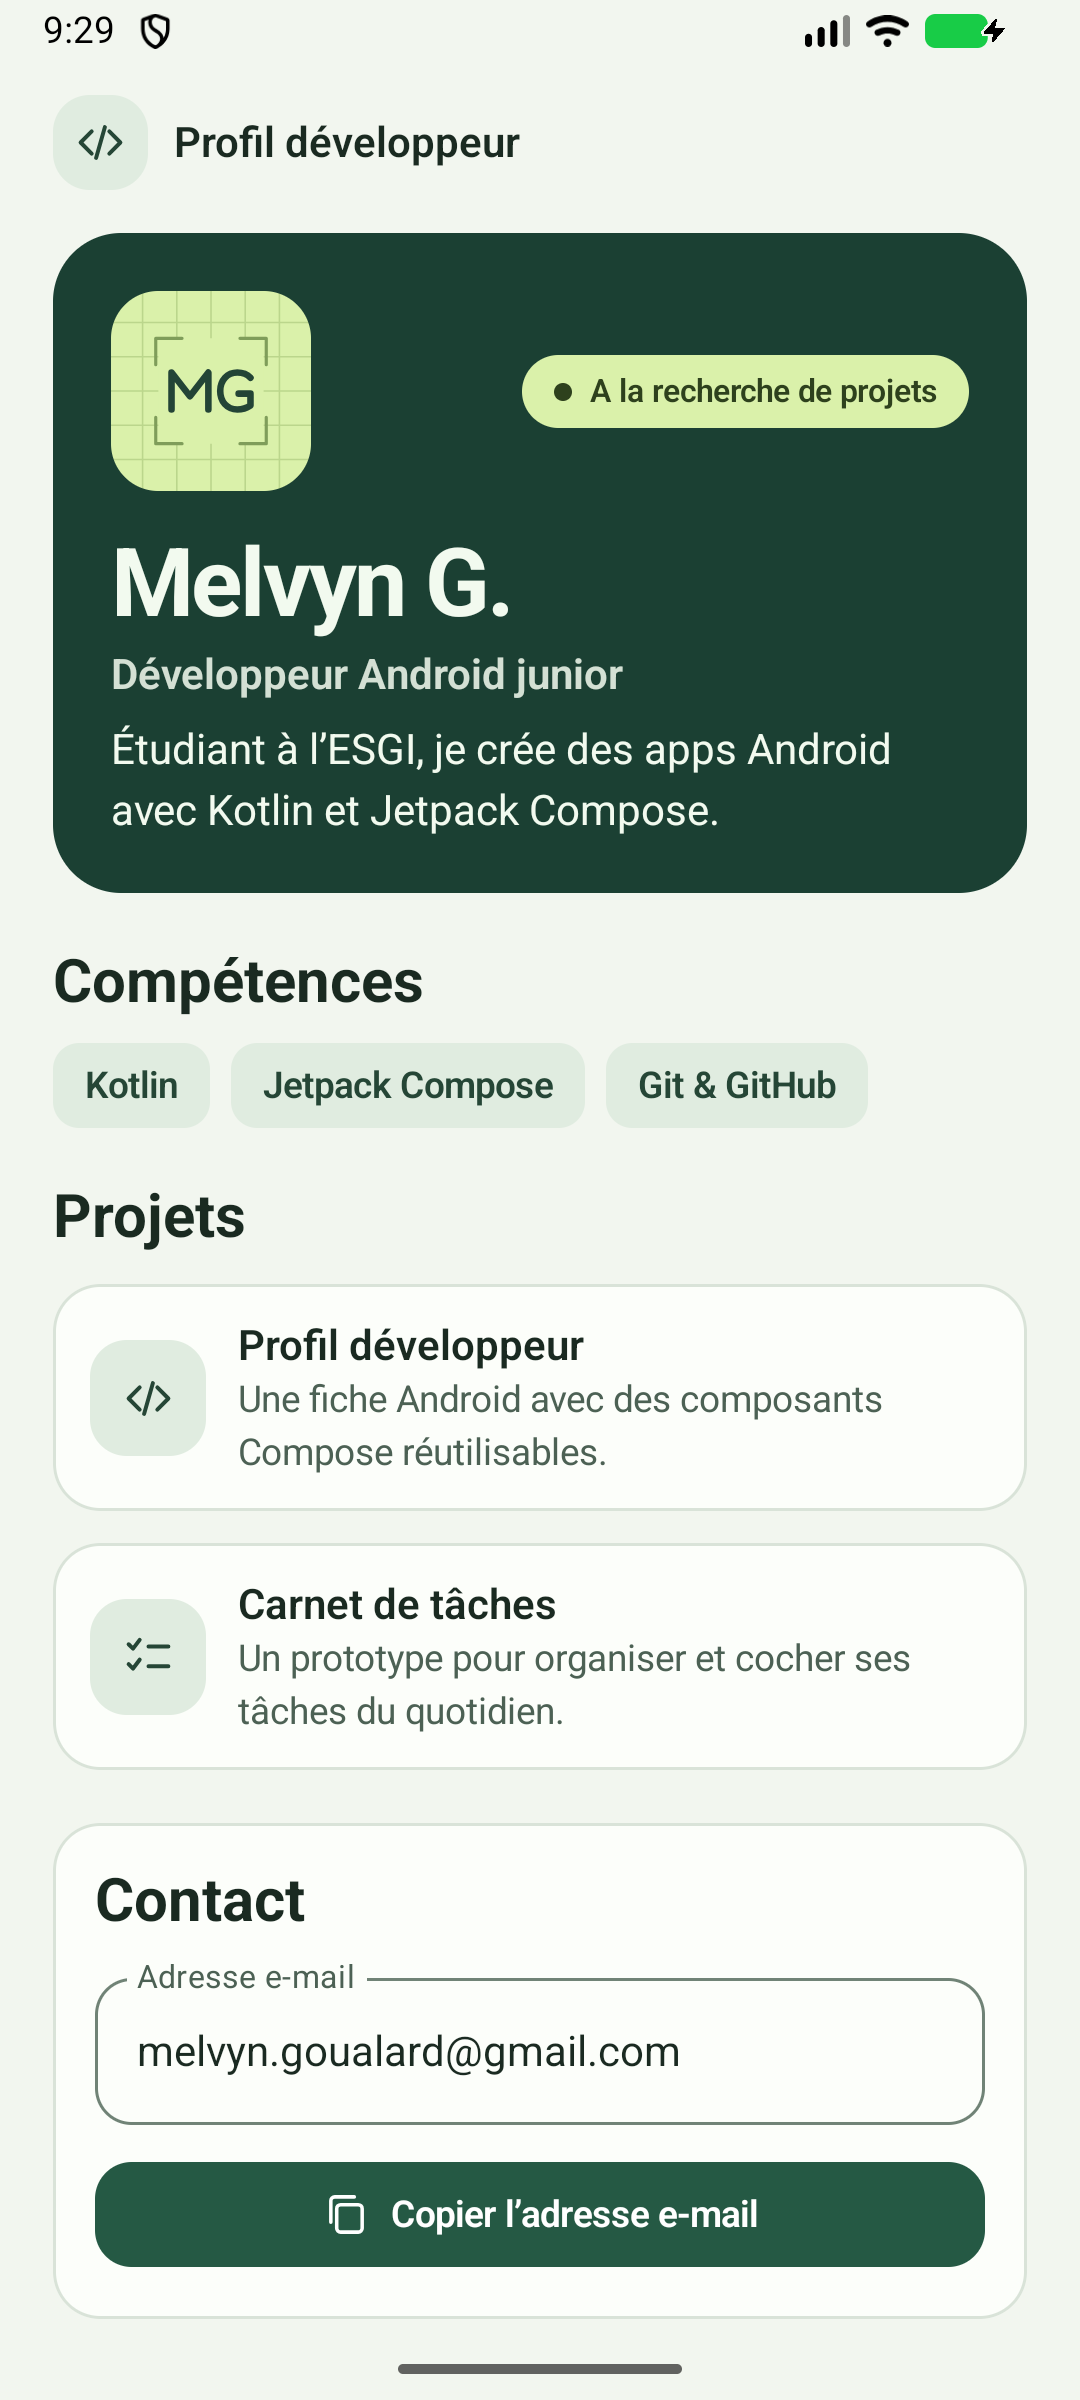 9:29
Profil développeur
MG
A la recherche de projets
Melvyn G.
Développeur Android junior
Étudiant à l’ESGI, je crée des apps Android
avec Kotlin et Jetpack Compose.
Compétences
Kotlin
Jetpack Compose
Git & GitHub
Projets
Profil développeur
Une fiche Android avec des composants
Compose réutilisables.
Carnet de tâches
Un prototype pour organiser et cocher ses
tâches du quotidien.
Contact
Adresse e-mail
melvyn.goualard@gmail.com
Copier l’adresse e-mail